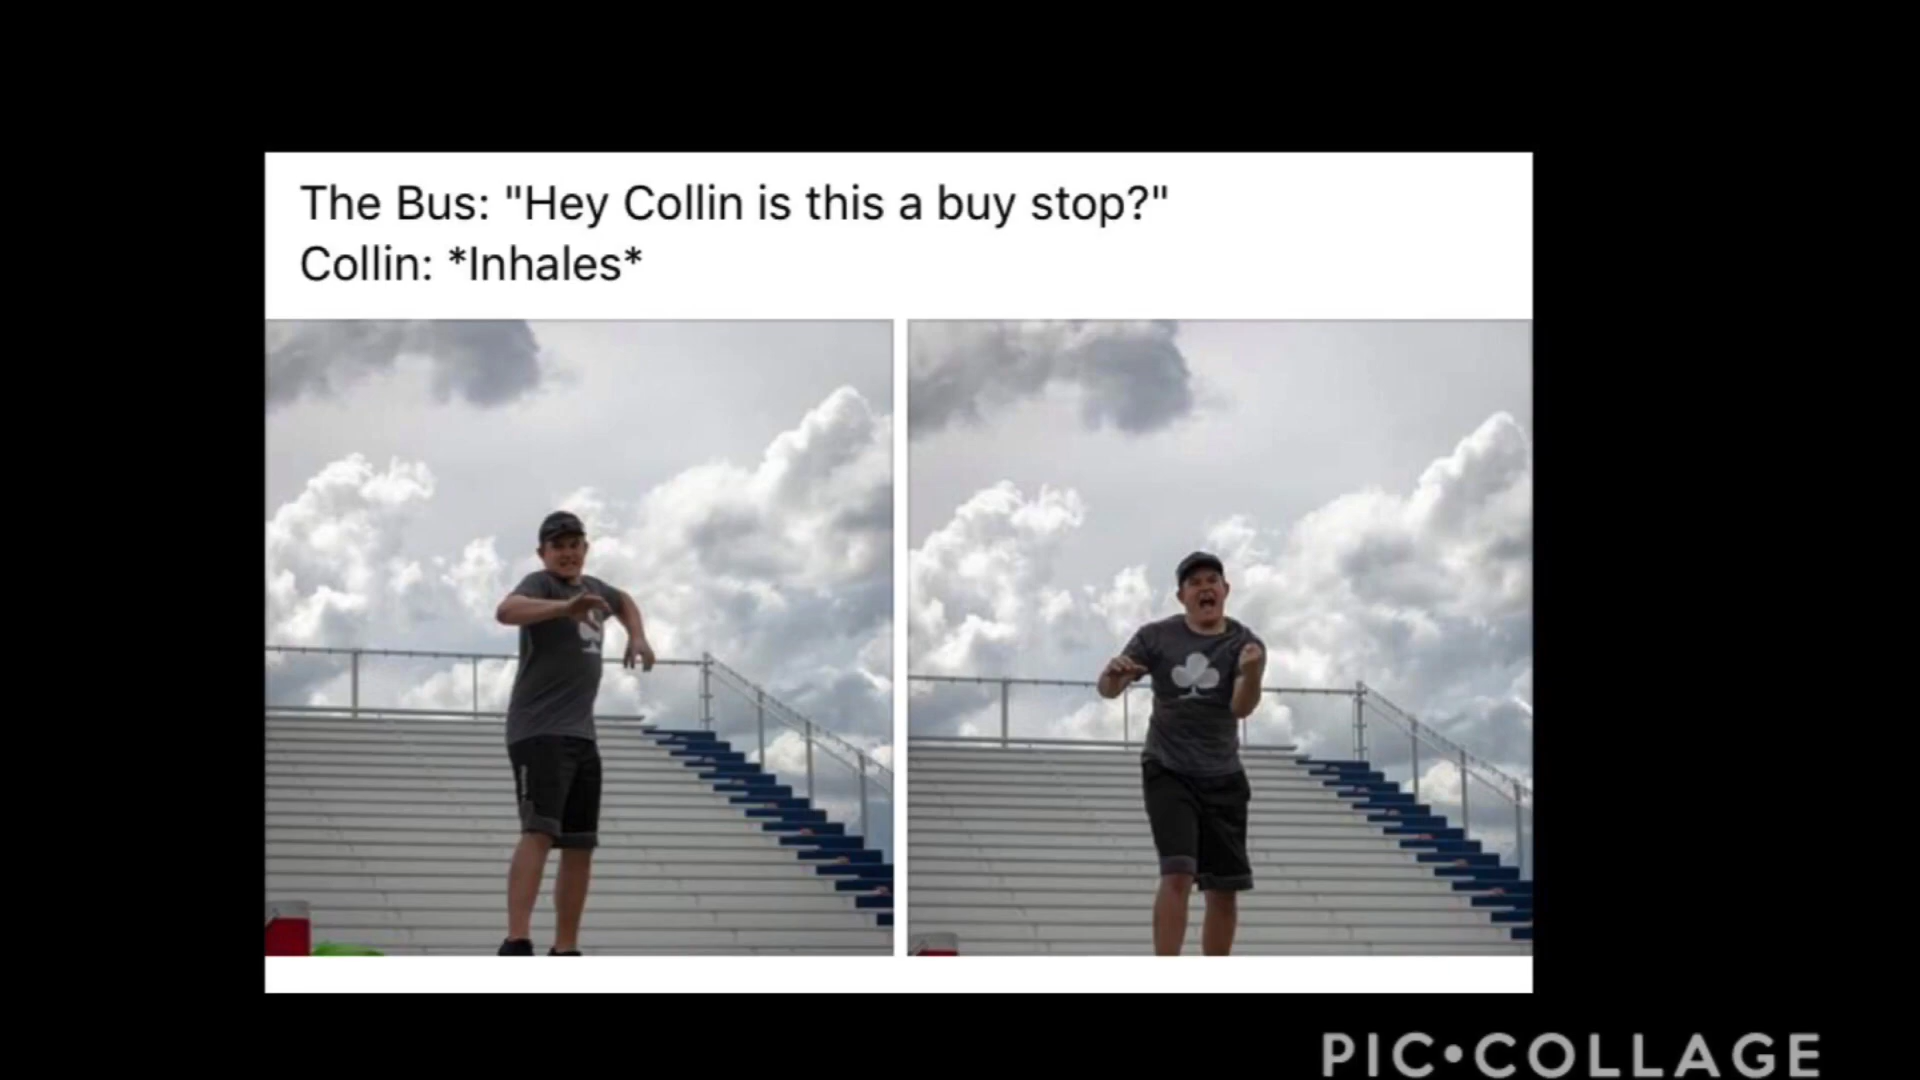 The Bus: "Hey Collin is this a buy stop?"
Collin: *Inhales*
PIC•COLLAGE